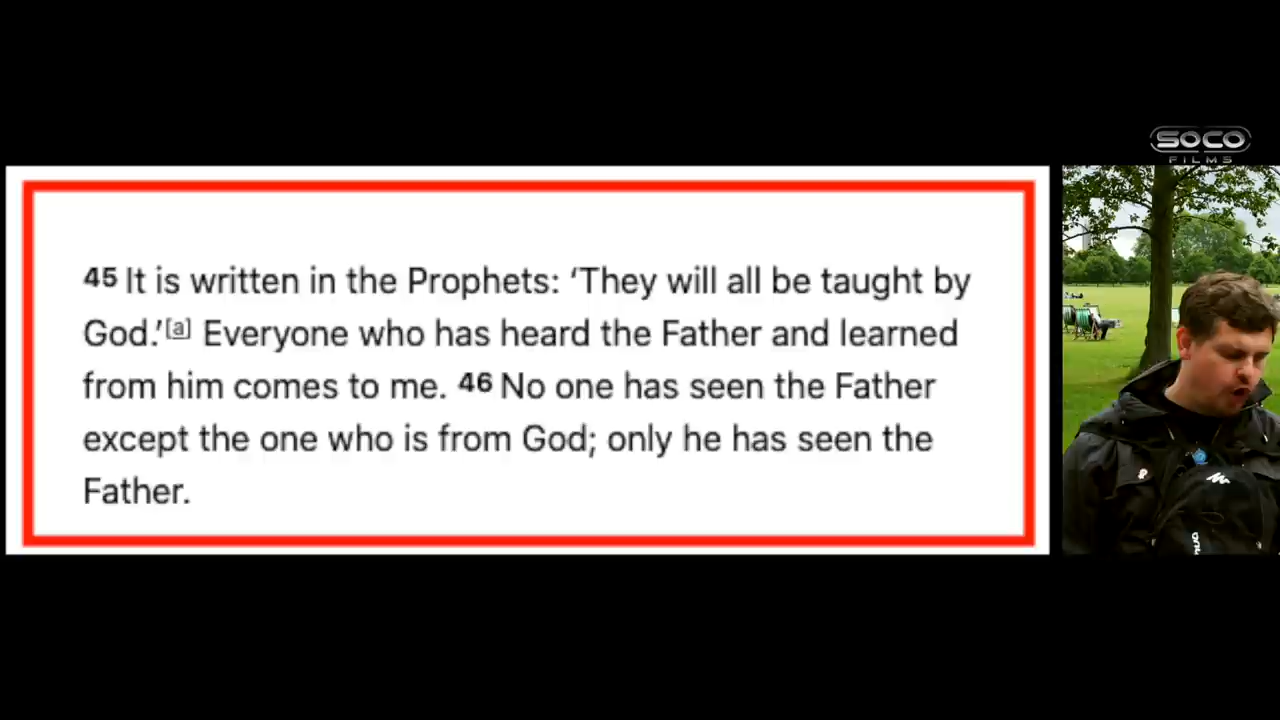 SOCO
FILMS
45 It is written in the Prophets: ‘They will all be taught by
God.’[a] Everyone who has heard the Father and learned
from him comes to me. 46 No one has seen the Father
except the one who is from God; only he has seen the
Father.